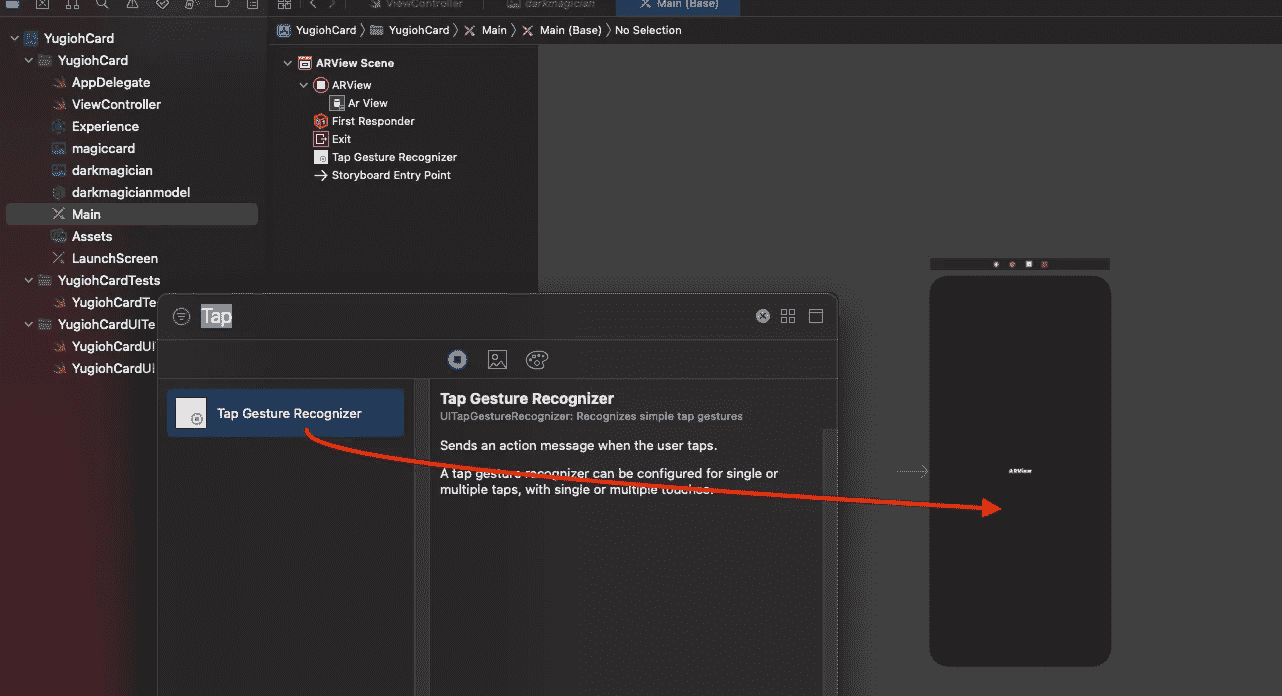 ViewController
darkmagician
Main (Base)
YugiohCard
YugiohCard
Main
Main (Base)
No Selection
YugiohCard
YugiohCard
AppDelegate
ViewController
Experience
magiccard
darkmagician
darkmagicianmodel
Main
Assets
LaunchScreen
YugiohCardTests
YugiohCardTe
YugiohCardUITe
YugiohCardUI
YugiohCardUI
ARView Scene
ARView
Ar View
First Responder
Exit
Tap Gesture Recognizer
Storyboard Entry Point
Tap
Tap Gesture Recognizer
Tap Gesture Recognizer
UITapGestureRecognizer: Recognizes simple tap gestures
Sends an action message when the user taps.
A tap gesture recognizer can be configured for single or
multiple taps, with single or multiple touches.
ARView